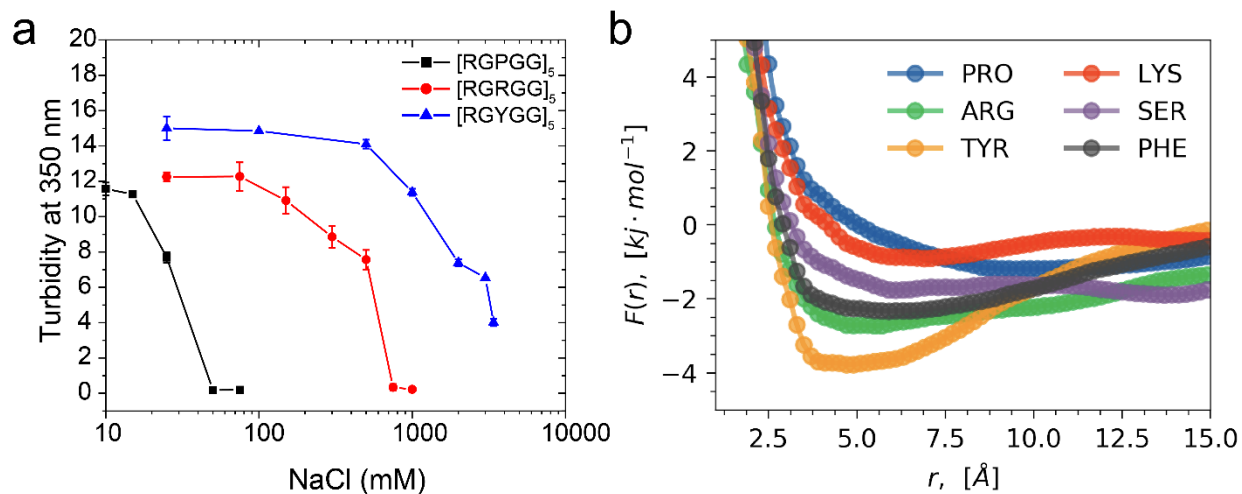 a
20
18
16
14
12
10
8
6
4
2
0
Turbidity at 350 nm
[RGPGG]₅
[RGRGG]₅
[RGYGG]₅
10
100
1000
10000
NaCl (mM)
b
4
2
0
−2
−4
F(r), [kj · mol⁻¹]
PRO
ARG
TYR
LYS
SER
PHE
2.5
5.0
7.5
10.0
12.5
15.0
r, [Å]